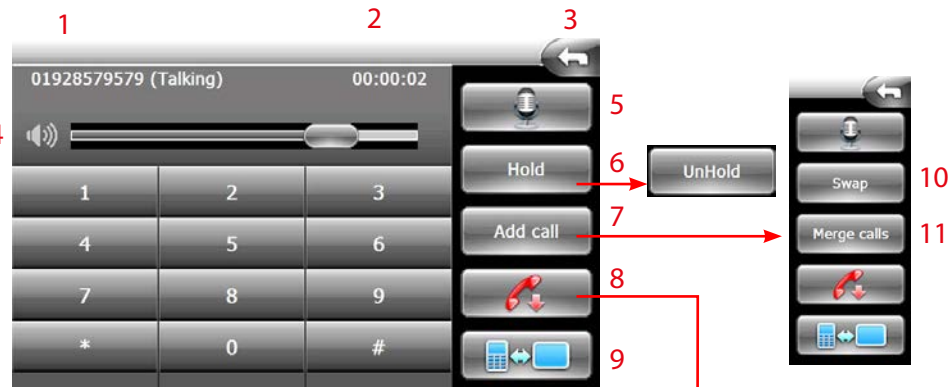 1 2 3
01928579579 (Talking) 00:00:02
4
5
Hold 6 UnHold
Swap 10
1 2 3
Add call 7
Merge calls 11
4 5 6
7 8 9
8
* 0 #
9